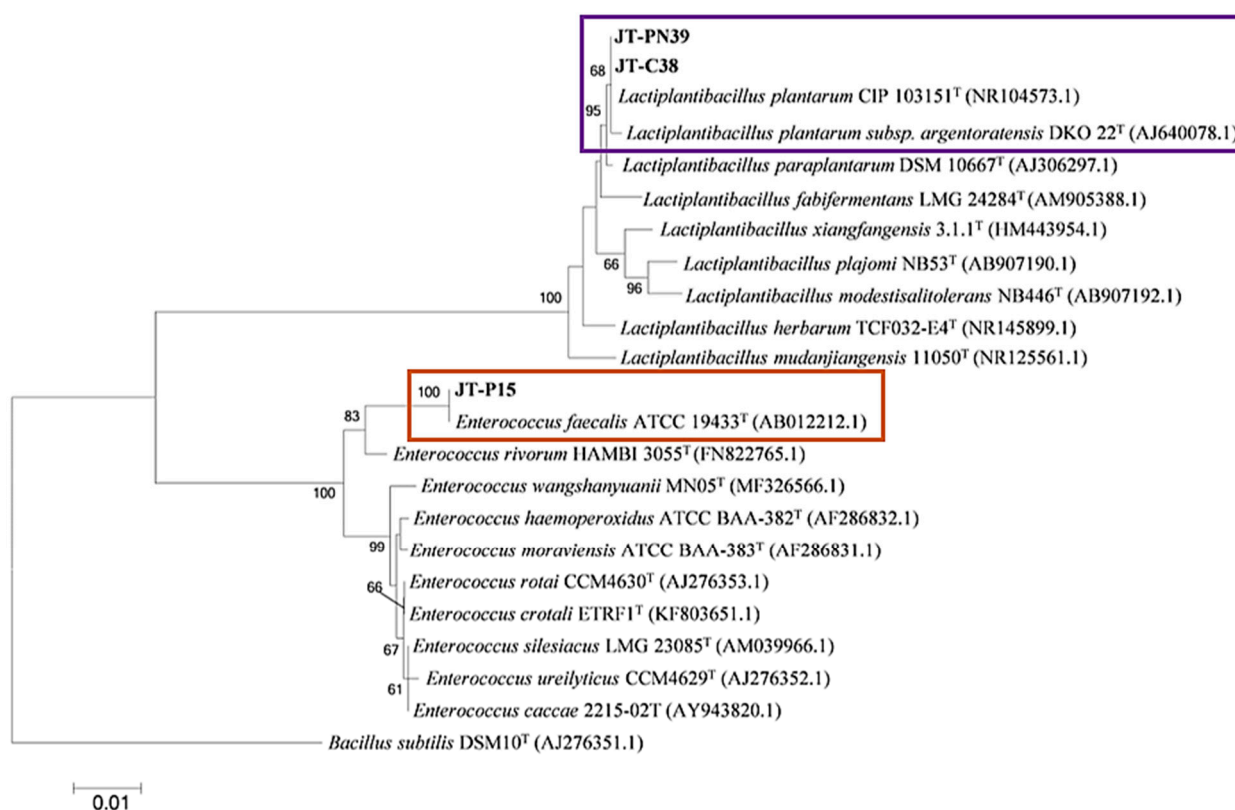 JT-PN39
68
JT-C38
Lactiplantibacillus plantarum CIP 103151ᵀ (NR104573.1)
95
Lactiplantibacillus plantarum subsp. argentoratensis DKO 22ᵀ (AJ640078.1)
Lactiplantibacillus paraplantarum DSM 10667ᵀ (AJ306297.1)
Lactiplantibacillus fabifermentans LMG 24284ᵀ (AM905388.1)
Lactiplantibacillus xiangfangensis 3.1.1ᵀ (HM443954.1)
66
Lactiplantibacillus plajomi NB53ᵀ (AB907190.1)
96
Lactiplantibacillus modestisalitolerans NB446ᵀ (AB907192.1)
100
Lactiplantibacillus herbarum TCF032-E4ᵀ (NR145899.1)
Lactiplantibacillus mudanjiangensis 11050ᵀ (NR125561.1)
100 JT-P15
83
Enterococcus faecalis ATCC 19433ᵀ (AB012212.1)
Enterococcus rivorum HAMBI 3055ᵀ (FN822765.1)
100
Enterococcus wangshanyuanii MN05ᵀ (MF326566.1)
Enterococcus haemoperoxidus ATCC BAA-382ᵀ (AF286832.1)
99
Enterococcus moraviensis ATCC BAA-383ᵀ (AF286831.1)
66
Enterococcus rotai CCM4630ᵀ (AJ276353.1)
Enterococcus crotali ETRF1ᵀ (KF803651.1)
67
Enterococcus silesiacus LMG 23085ᵀ (AM039966.1)
61
Enterococcus ureilyticus CCM4629ᵀ (AJ276352.1)
Enterococcus caccae 2215-02T (AY943820.1)
Bacillus subtilis DSM10ᵀ (AJ276351.1)
0.01